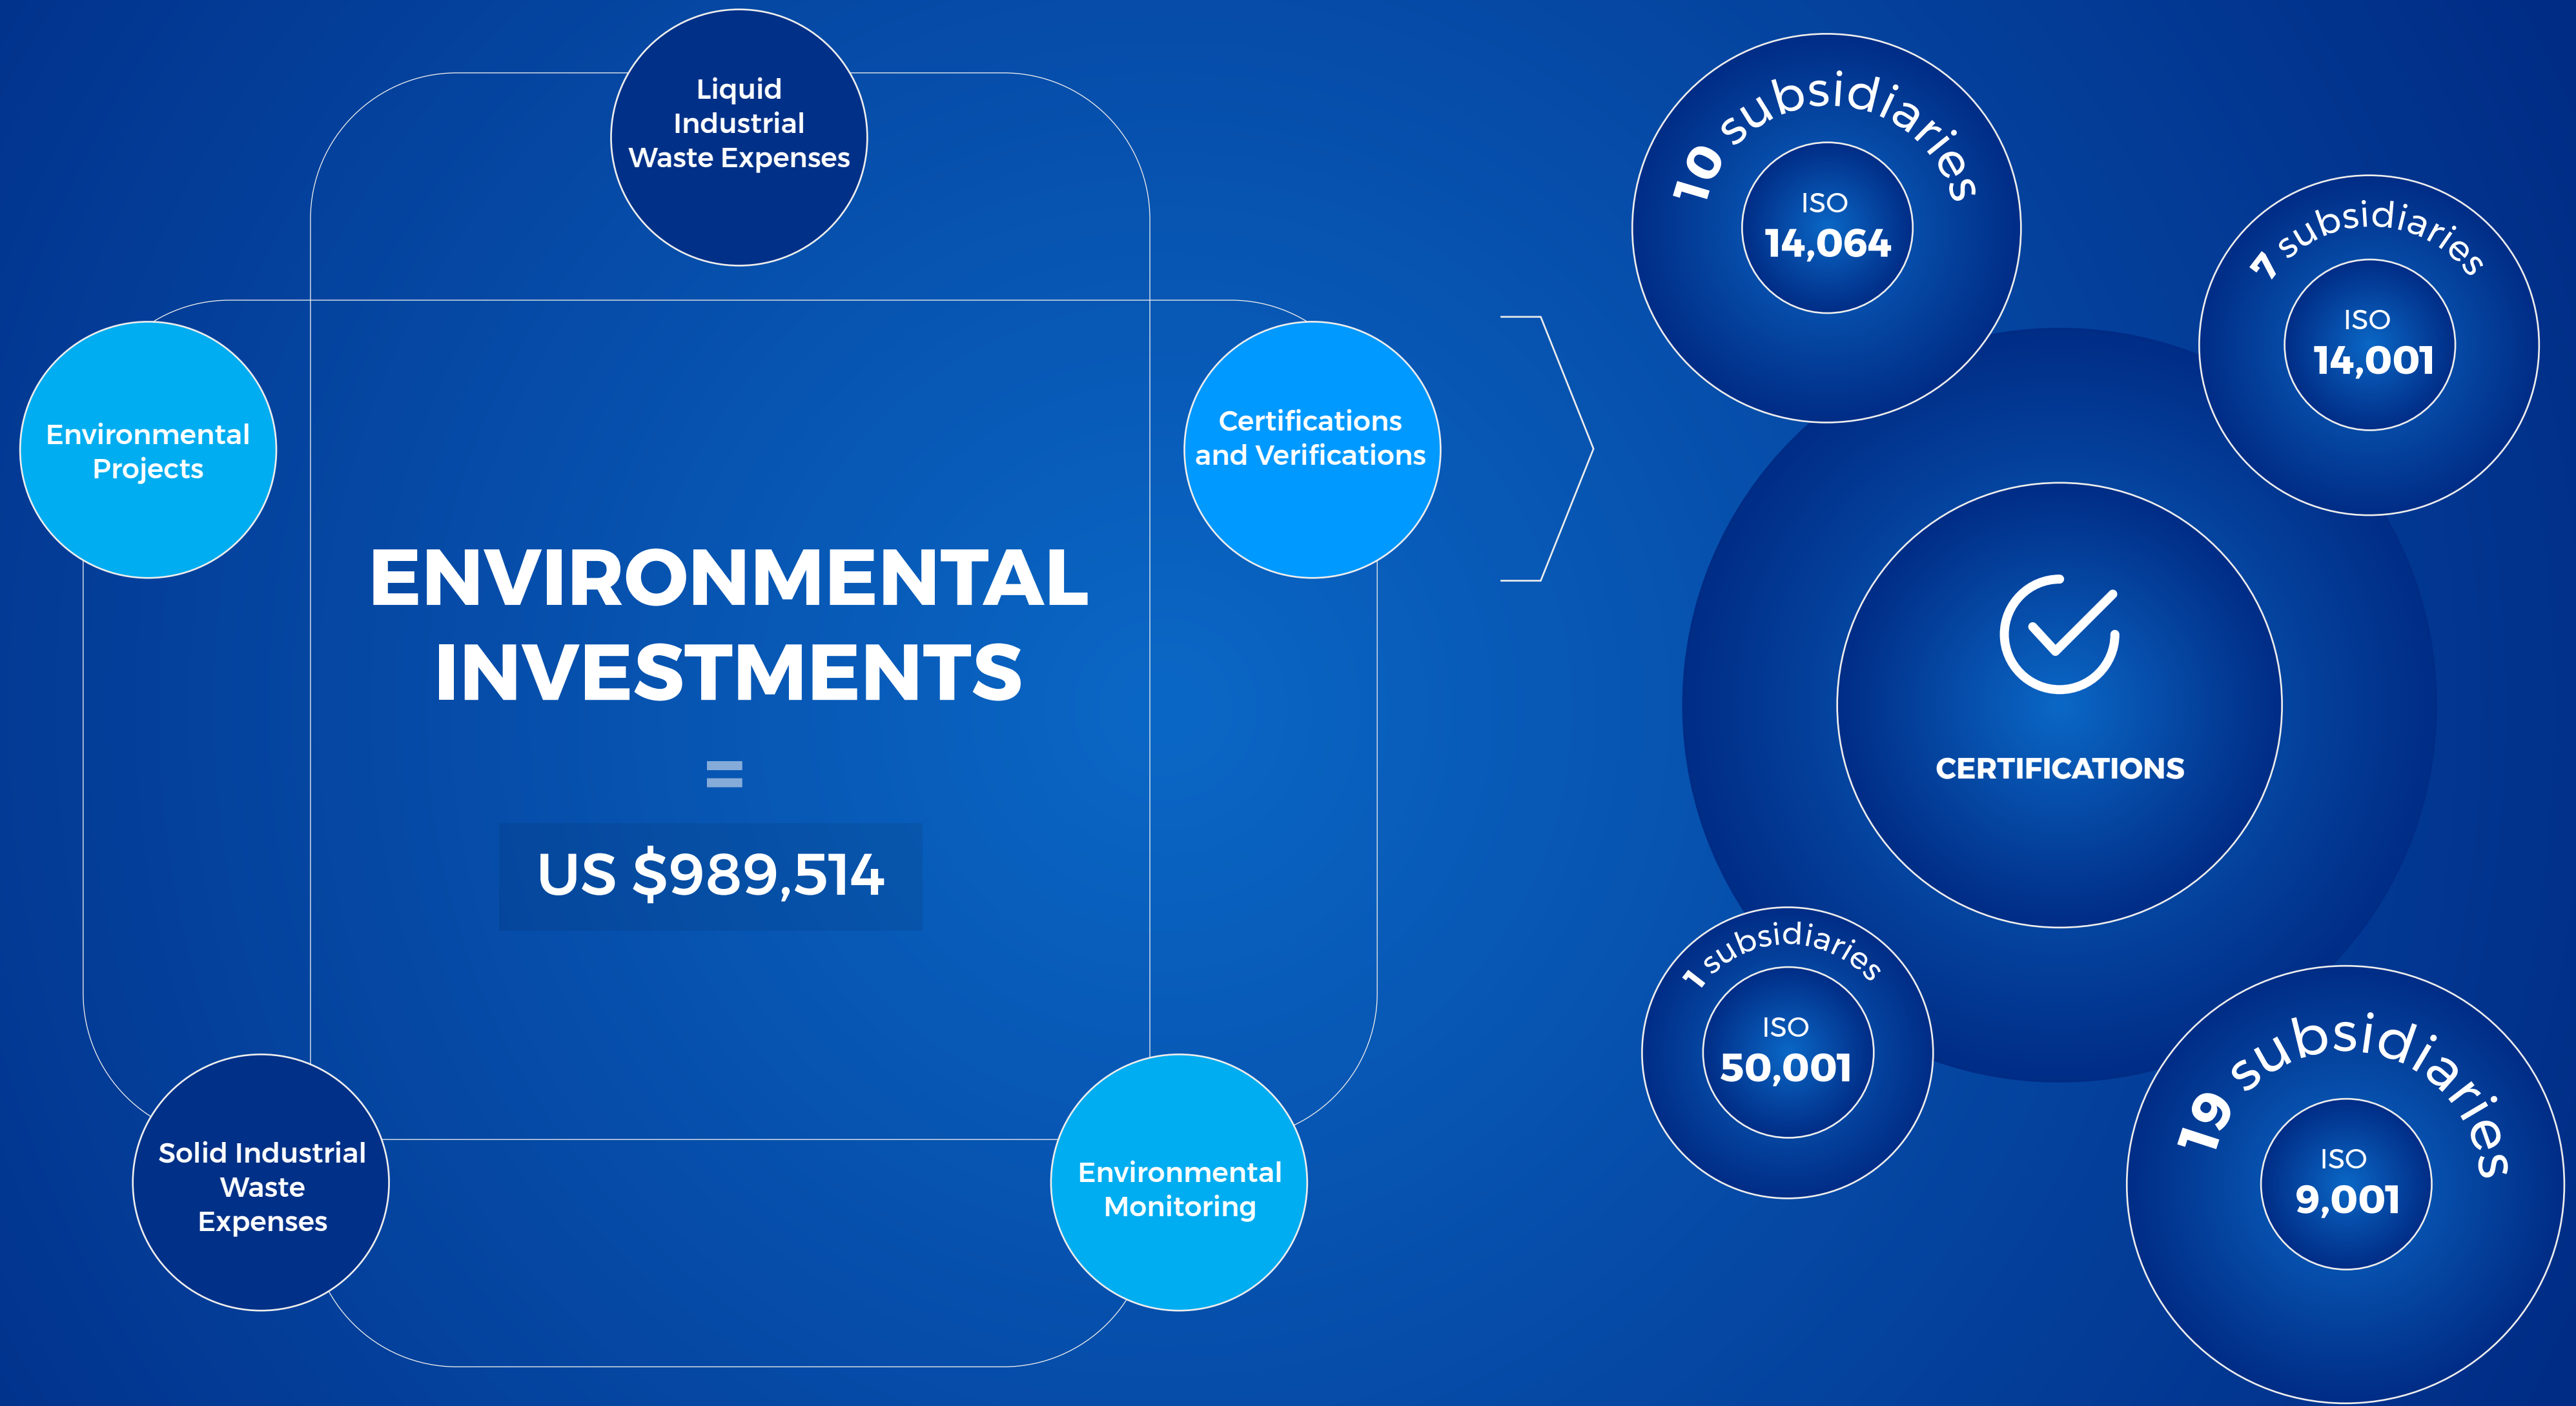 Liquid
Industrial
Waste Expenses
Environmental
Projects
Certifications
and Verifications
ENVIRONMENTAL
INVESTMENTS
=
US $989,514
Solid Industrial
Waste
Expenses
Environmental
Monitoring
10 subsidiaries
ISO
14,064
7 subsidiaries
ISO
14,001
CERTIFICATIONS
1 subsidiaries
ISO
50,001
19 subsidiaries
ISO
9,001